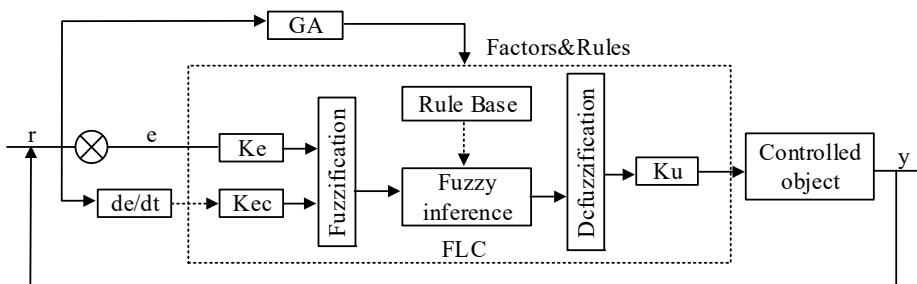 GA
Factors&Rules
r
e
Ke
Fuzzification
Rule Base
Dcfuzzification
Ku
Controlled
object
y
de/dt
Kec
Fuzzy
inference
FLC